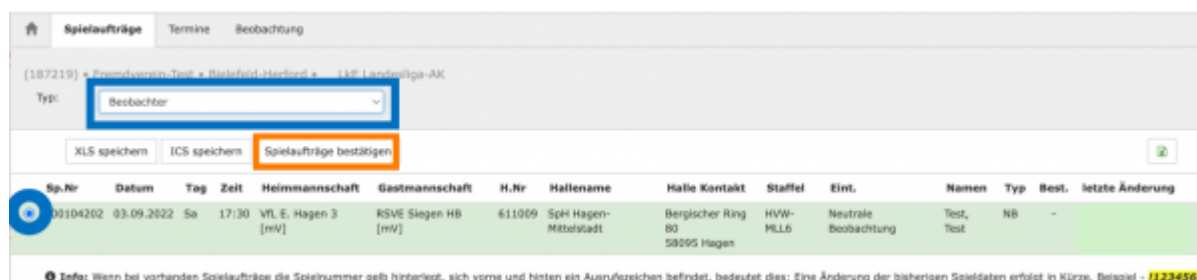 Spielaufträge Termine Beobachtung
(187219) • Fremdverein-Test • Bielefeld-Herford • LkE Landesliga-AK
Typ: Beobachter
XLS speichern ICS speichern Spielaufträge bestätigen
Sp.Nr Datum Tag Zeit Heimmannschaft Gastmannschaft H.Nr Hallename Halle Kontakt Staffel Eint. Namen Typ Best. letzte Änderung
00104202 03.09.2022 Sa 17:30 VfL E. Hagen 3 RSVE Siegen HB 611009 SpH Hagen- Bergischer Ring HVW- Neutrale Test, NB -
[mV] [mV] Mittelstadt 80 MLL6 Beobachtung Test
58095 Hagen
Info: Wenn bei vorhanden Spielaufträge die Spielnummer gelb hinterlegt, sich vorne und hinten ein Ausrufezeichen befindet, bedeutet dies: Eine Änderung der bisherigen Spieldaten erfolgt in Kürze. Beispiel - !123456